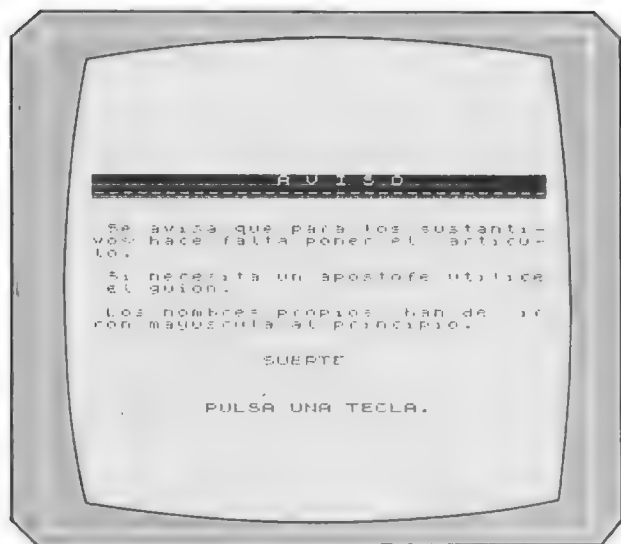 A V I S O
Se avisa que para los sustanti-
vos hace falta poner el articu-
lo.
Si necesita un apostofe utilice
el guion.
Los nombres propios han de ir
con mayuscula al principio.
SUERTE
PULSA UNA TECLA.